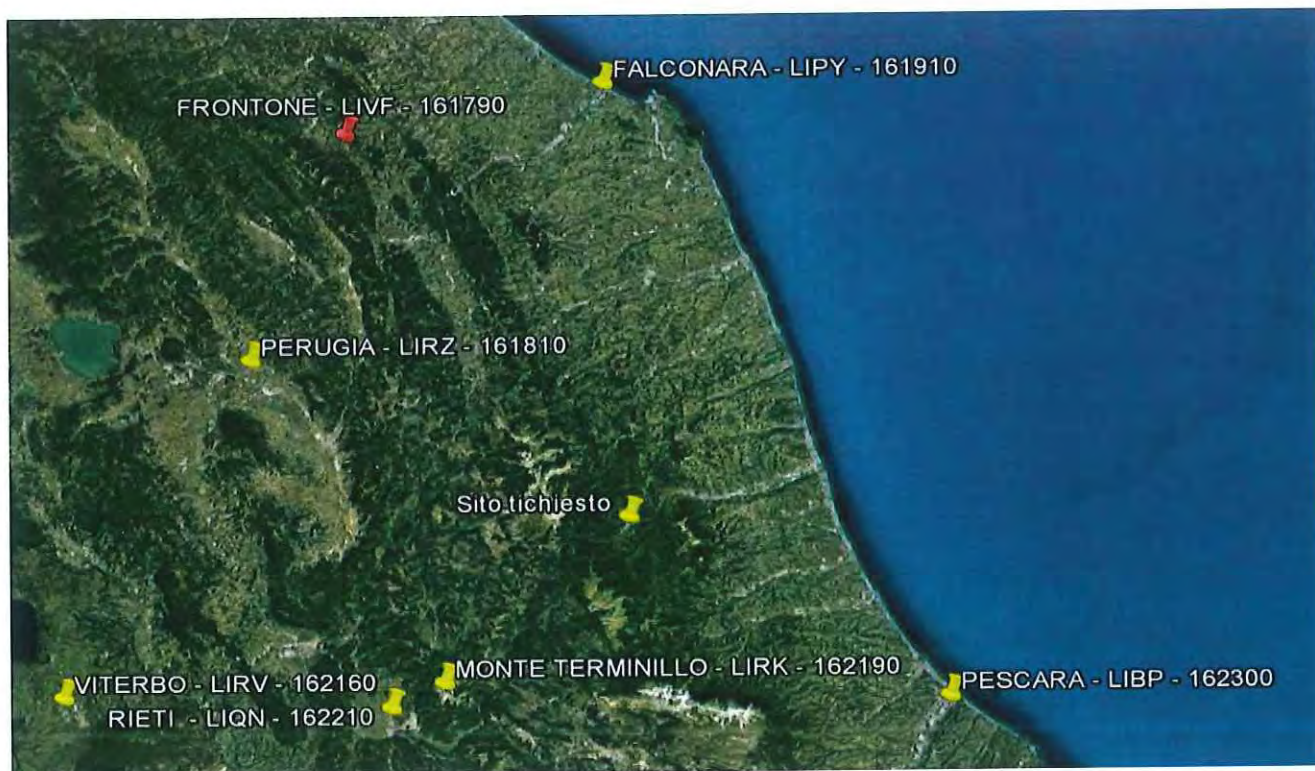 FALCONARA - LIPY - 161910
FRONTONE - LIVF - 161790
PERUGIA - LIRZ - 161810
Sito tichiesto
MONTE TERMINILLO - LIRK - 162190
VITERBO - LIRV - 162160
PESCARA - LIBP - 162300
RIETI - LIQN - 162210